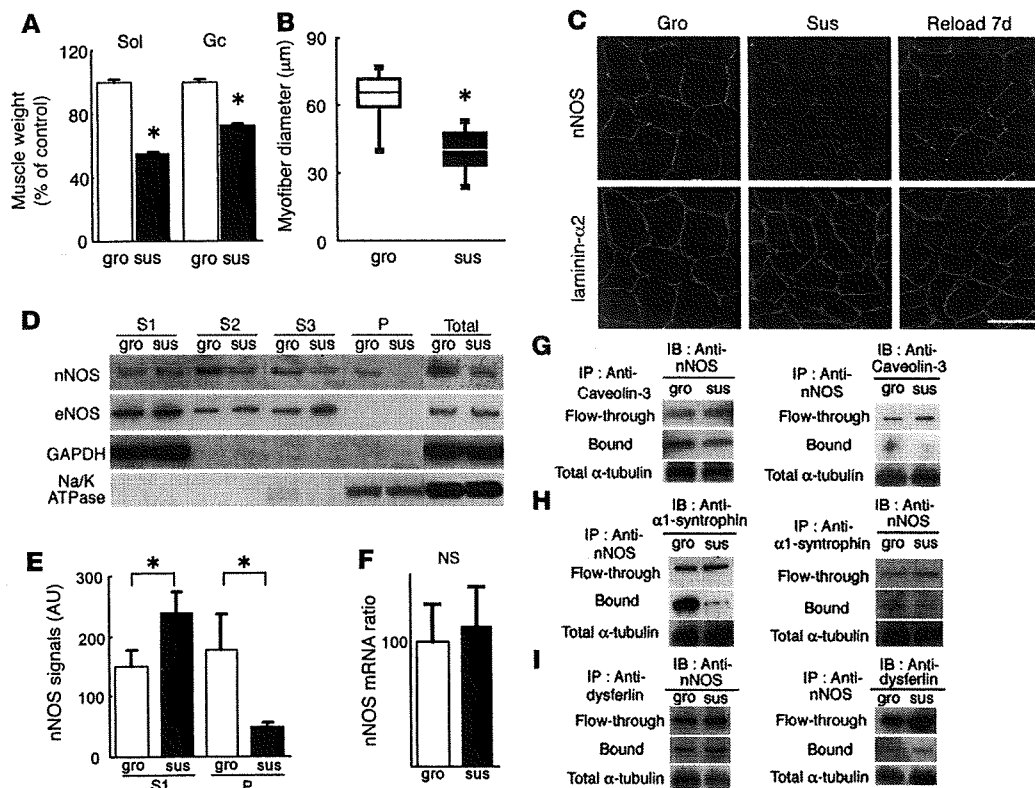 A
Sol
Gc
Muscle weight
(% of control)
120
80
40
0
*
*
gro sus
gro sus
B
Myofiber diameter (μm)
90
60
30
0
*
gro
sus
C
Gro
Sus
Reload 7d
nNOS
laminin-α2
D
S1
S2
S3
P
Total
gro sus
gro sus
gro sus
gro sus
gro sus
nNOS
eNOS
GAPDH
Na/K
ATPase
E
nNOS signals (AU)
300
200
100
0
*
*
gro
sus
gro
sus
S1
P
F
NS
nNOS mRNA ratio
100
gro
sus
G
IP : Anti-
Caveolin-3
IB : Anti-
nNOS
gro sus
Flow-through
Bound
Total α-tubulin
IP : Anti-
nNOS
IB : Anti-
Caveolin-3
gro sus
Flow-through
Bound
Total α-tubulin
H
IP : Anti-
nNOS
IB : Anti-
α1-syntrophin
gro sus
Flow-through
Bound
Total α-tubulin
IP : Anti-
α1-syntrophin
IB : Anti-
nNOS
gro sus
Flow-through
Bound
Total α-tubulin
I
IP : Anti-
dysferlin
IB : Anti-
nNOS
gro sus
Flow-through
Bound
Total α-tubulin
IP : Anti-
nNOS
IB : Anti-
dysferlin
gro sus
Flow-through
Bound
Total α-tubulin